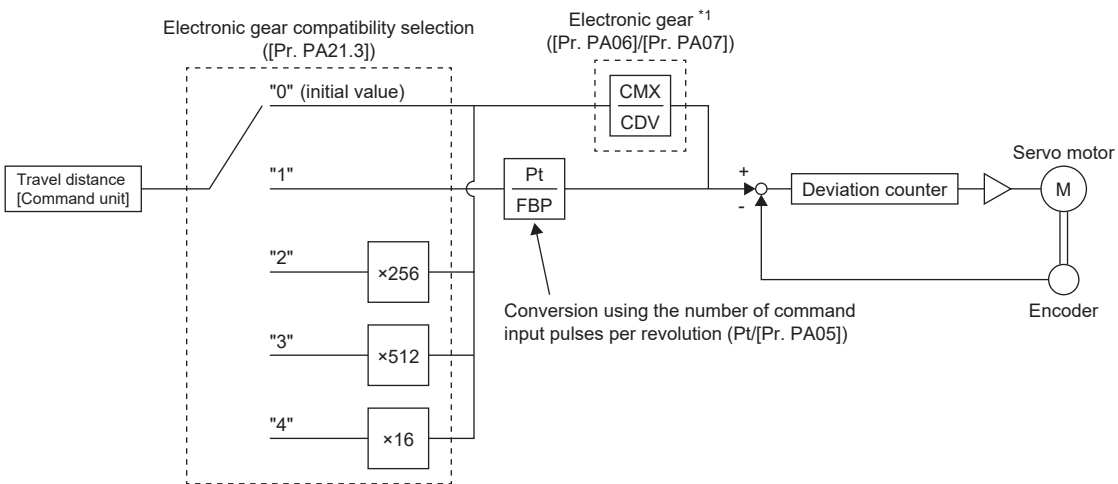 Electronic gear compatibility selection
([Pr. PA21.3])
Electronic gear *1
([Pr. PA06]/[Pr. PA07])
"0" (initial value)
CMX
CDV
Travel distance
[Command unit]
"1"
Pt
FBP
+
-
Deviation counter
Servo motor
M
"2"
×256
Conversion using the number of command
input pulses per revolution (Pt/[Pr. PA05])
Encoder
"3"
×512
"4"
×16